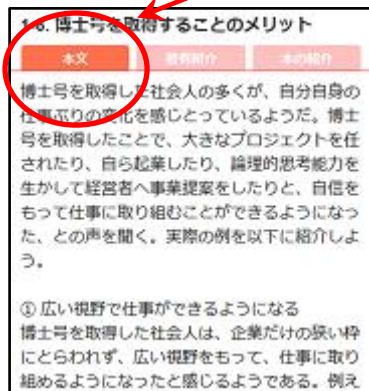 1-6. 博士号を取得することのメリット
本文 教員紹介 本の紹介
博士号を取得した社会人の多くが、自分自身の
仕事ぶりの変化を感じとっているようだ。博士
号を取得したことで、大きなプロジェクトを任
されたり、自ら起業したり、論理的思考能力を
生かして経営者へ事業提案をしたりと、自信を
もって仕事に取り組むことができるようになっ
た、との声を聞く。実際の例を以下に紹介しよ
う。
① 広い視野で仕事ができるようになる
博士号を取得した社会人は、企業だけの狭い枠
にとらわれず、広い視野をもって、仕事に取り
組めるようになったと感じるようである。例え